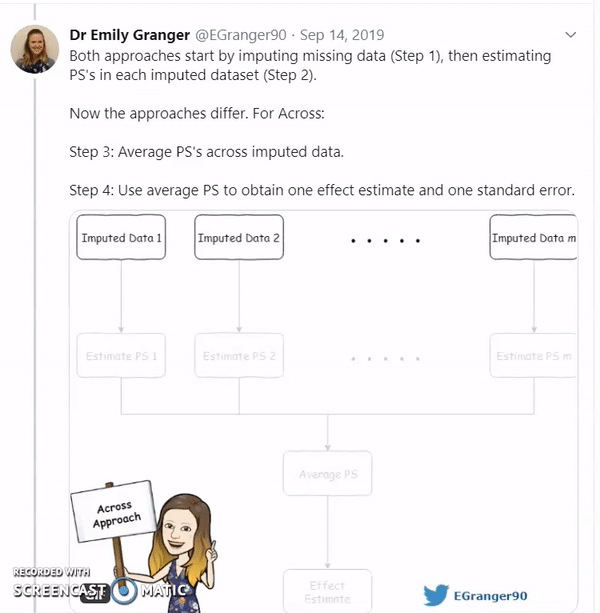 Dr Emily Granger @EGranger90 · Sep 14, 2019
Both approaches start by imputing missing data (Step 1), then estimating
PS's in each imputed dataset (Step 2).
Now the approaches differ. For Across:
Step 3: Average PS's across imputed data.
Step 4: Use average PS to obtain one effect estimate and one standard error.
Imputed Data 1
Imputed Data 2
. . . . .
Imputed Data m
Estimate PS 1
Estimate PS 2
. . . . .
Estimate PS m
Average PS
Across
Approach
Effect
Estimate
RECORDED WITH
SCREENCAST
MATIC
EGranger90